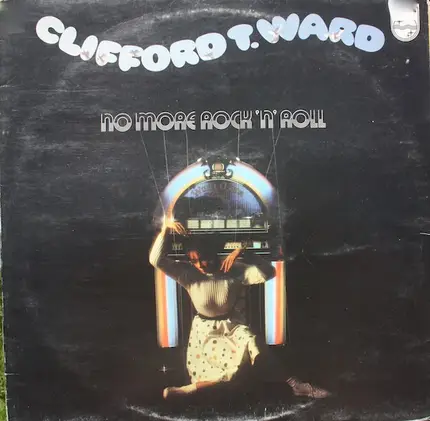 CLIFFORD T. WARD
NO MORE ROCK 'N' ROLL